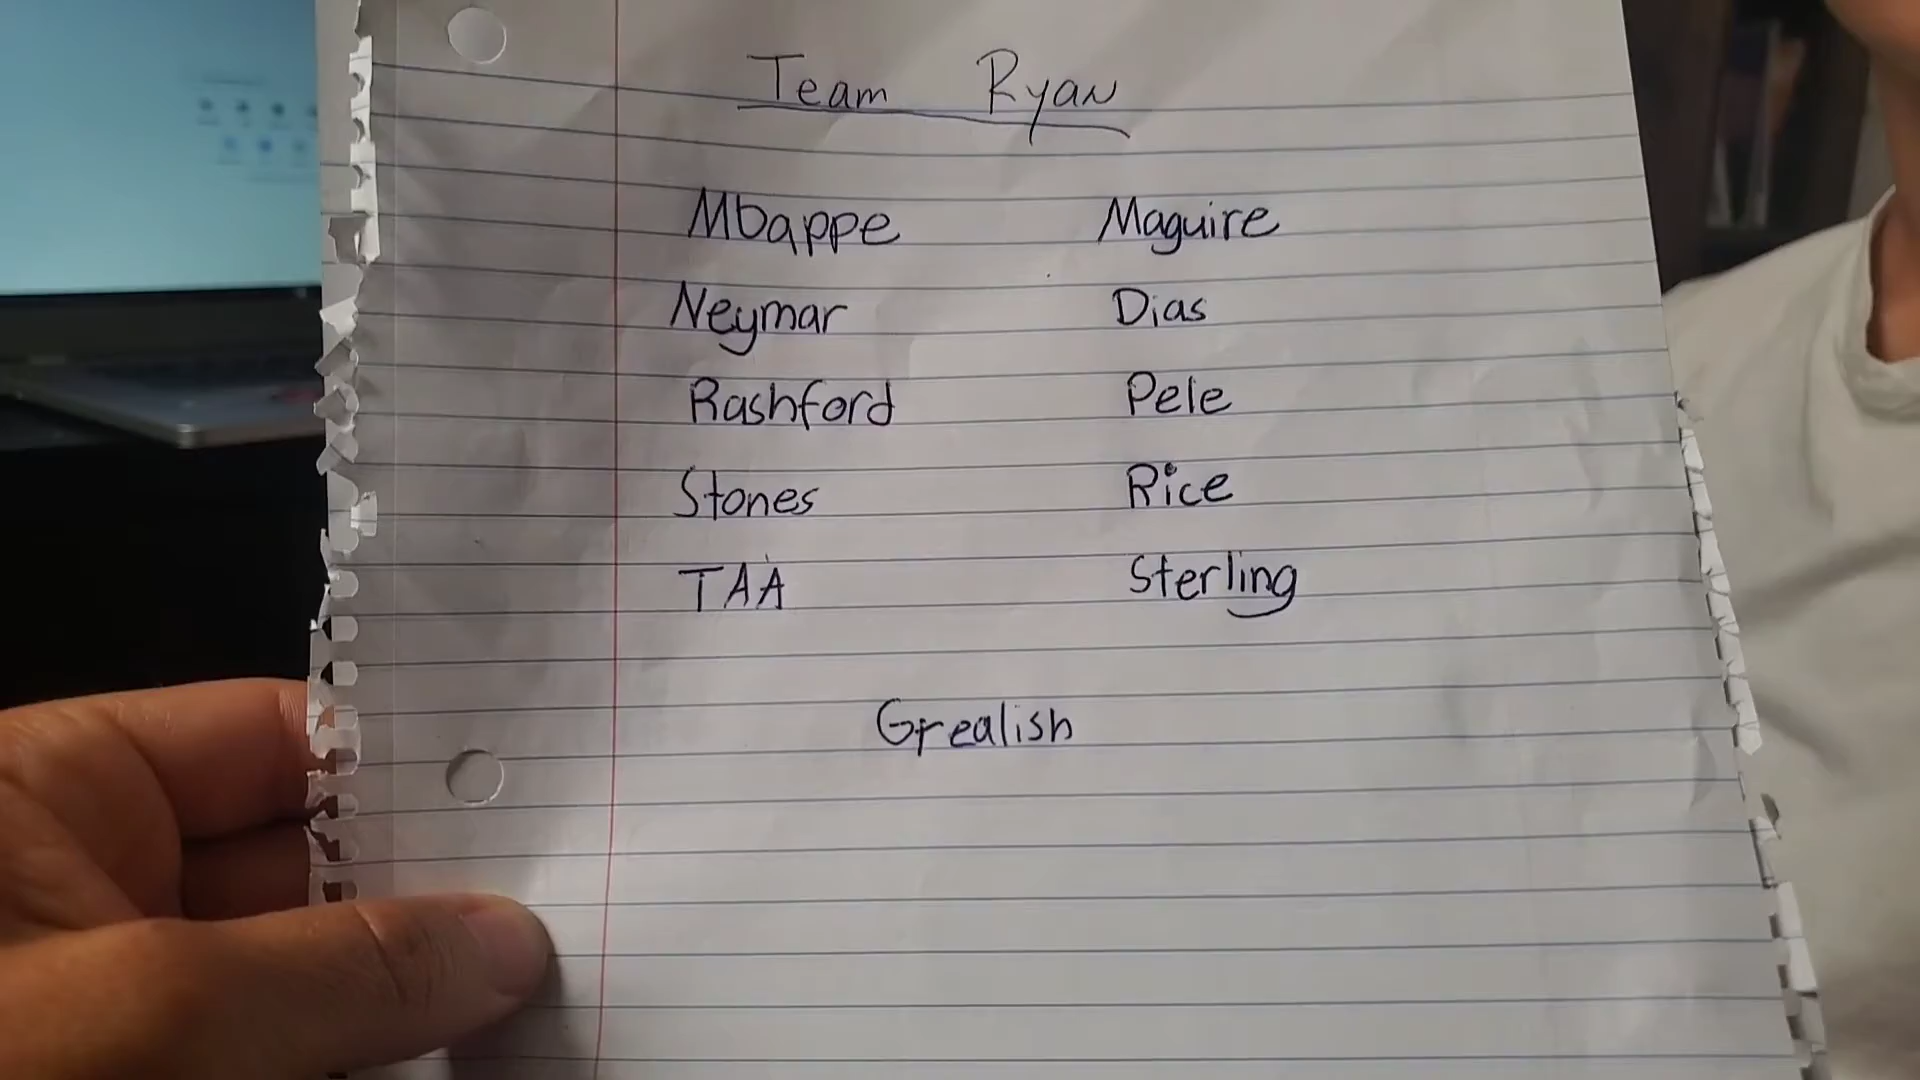 Team Ryan
Mbappe Maguire
Neymar Dias
Rashford Pele
Stones Rice
TAA Sterling
Grealish